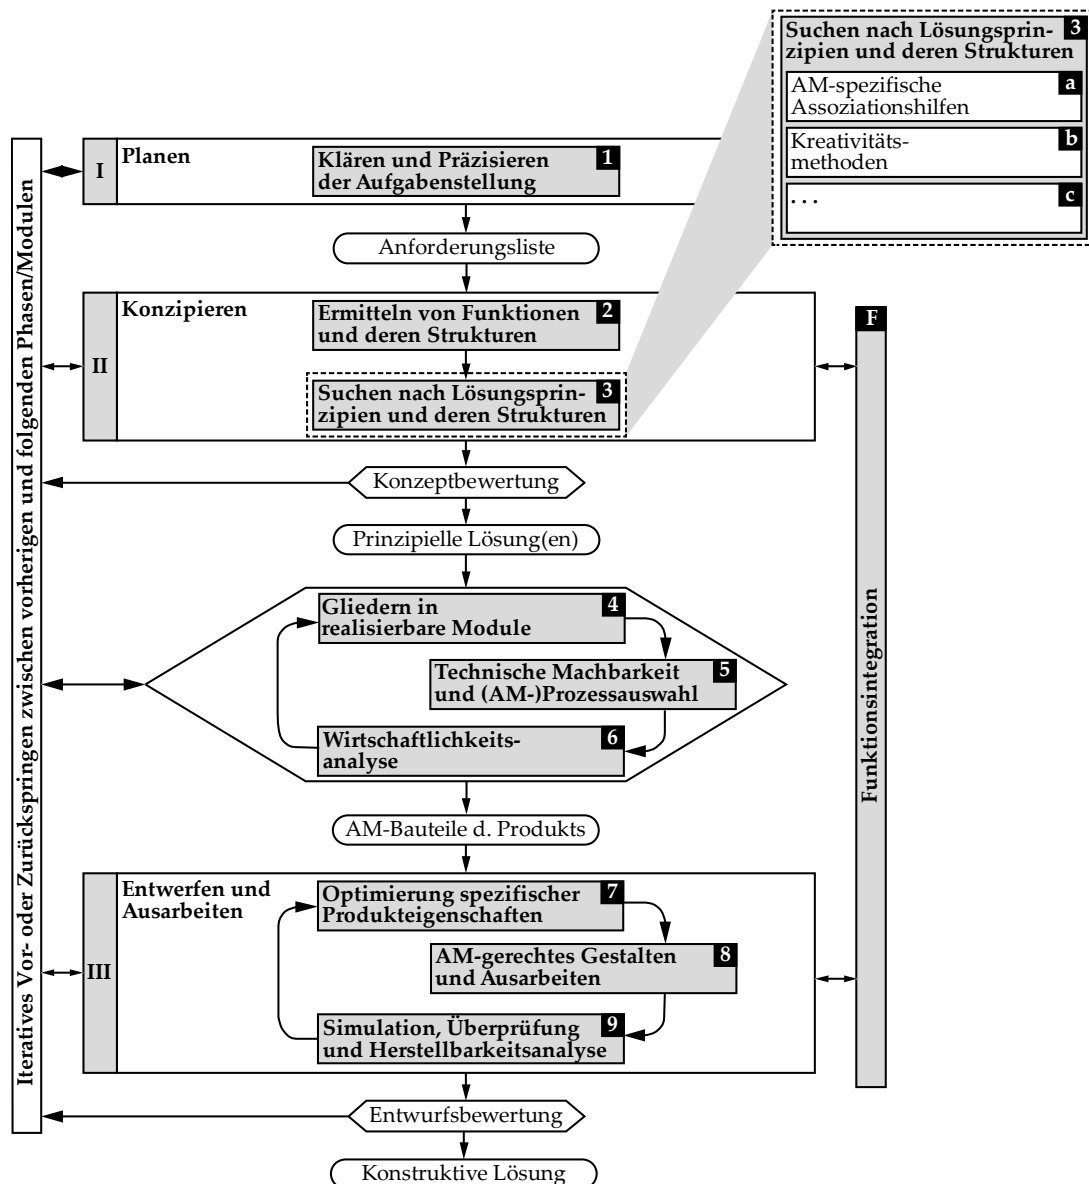 Suchen nach Lösungsprin-
zipien und deren Strukturen
3
AM-spezifische
Assoziationshilfen
a
Kreativitäts-
methoden
b
. . .
c
Iteratives Vor- oder Zurückspringen zwischen vorherigen und folgenden Phasen/Modulen
I
Planen
Klären und Präzisieren
der Aufgabenstellung
1
Anforderungsliste
II
Konzipieren
Ermitteln von Funktionen
und deren Strukturen
2
Suchen nach Lösungsprin-
zipien und deren Strukturen
3
F
Funktionsintegration
Konzeptbewertung
Prinzipielle Lösung(en)
Gliedern in
realisierbare Module
4
Technische Machbarkeit
und (AM-)Prozessauswahl
5
Wirtschaftlichkeits-
analyse
6
AM-Bauteile d. Produkts
III
Entwerfen und
Ausarbeiten
Optimierung spezifischer
Produkteigenschaften
7
AM-gerechtes Gestalten
und Ausarbeiten
8
Simulation, Überprüfung
und Herstellbarkeitsanalyse
9
Entwurfsbewertung
Konstruktive Lösung